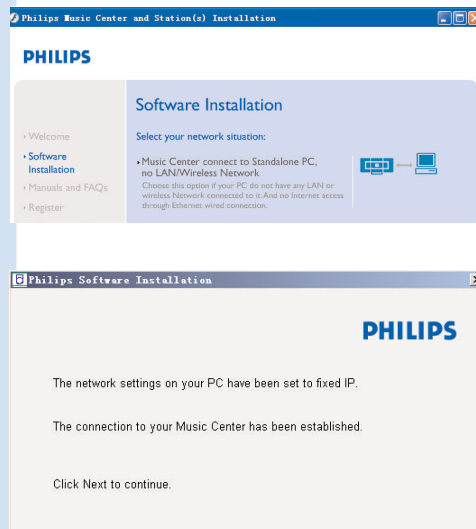 Philips Music Center and Station(s) Installation
PHILIPS
Software Installation
Welcome
Software
Installation
Manuals and FAQs
Register
Select your network situation:
Music Center connect to Standalone PC,
no LAN/Wireless Network
Choose this option if your PC do not have any LAN or
wireless Network connected to it.And no Internet access
through Ethernet wired connection.
Philips Software Installation
PHILIPS
The network settings on your PC have been set to fixed IP.
The connection to your Music Center has been established.
Click Next to continue.